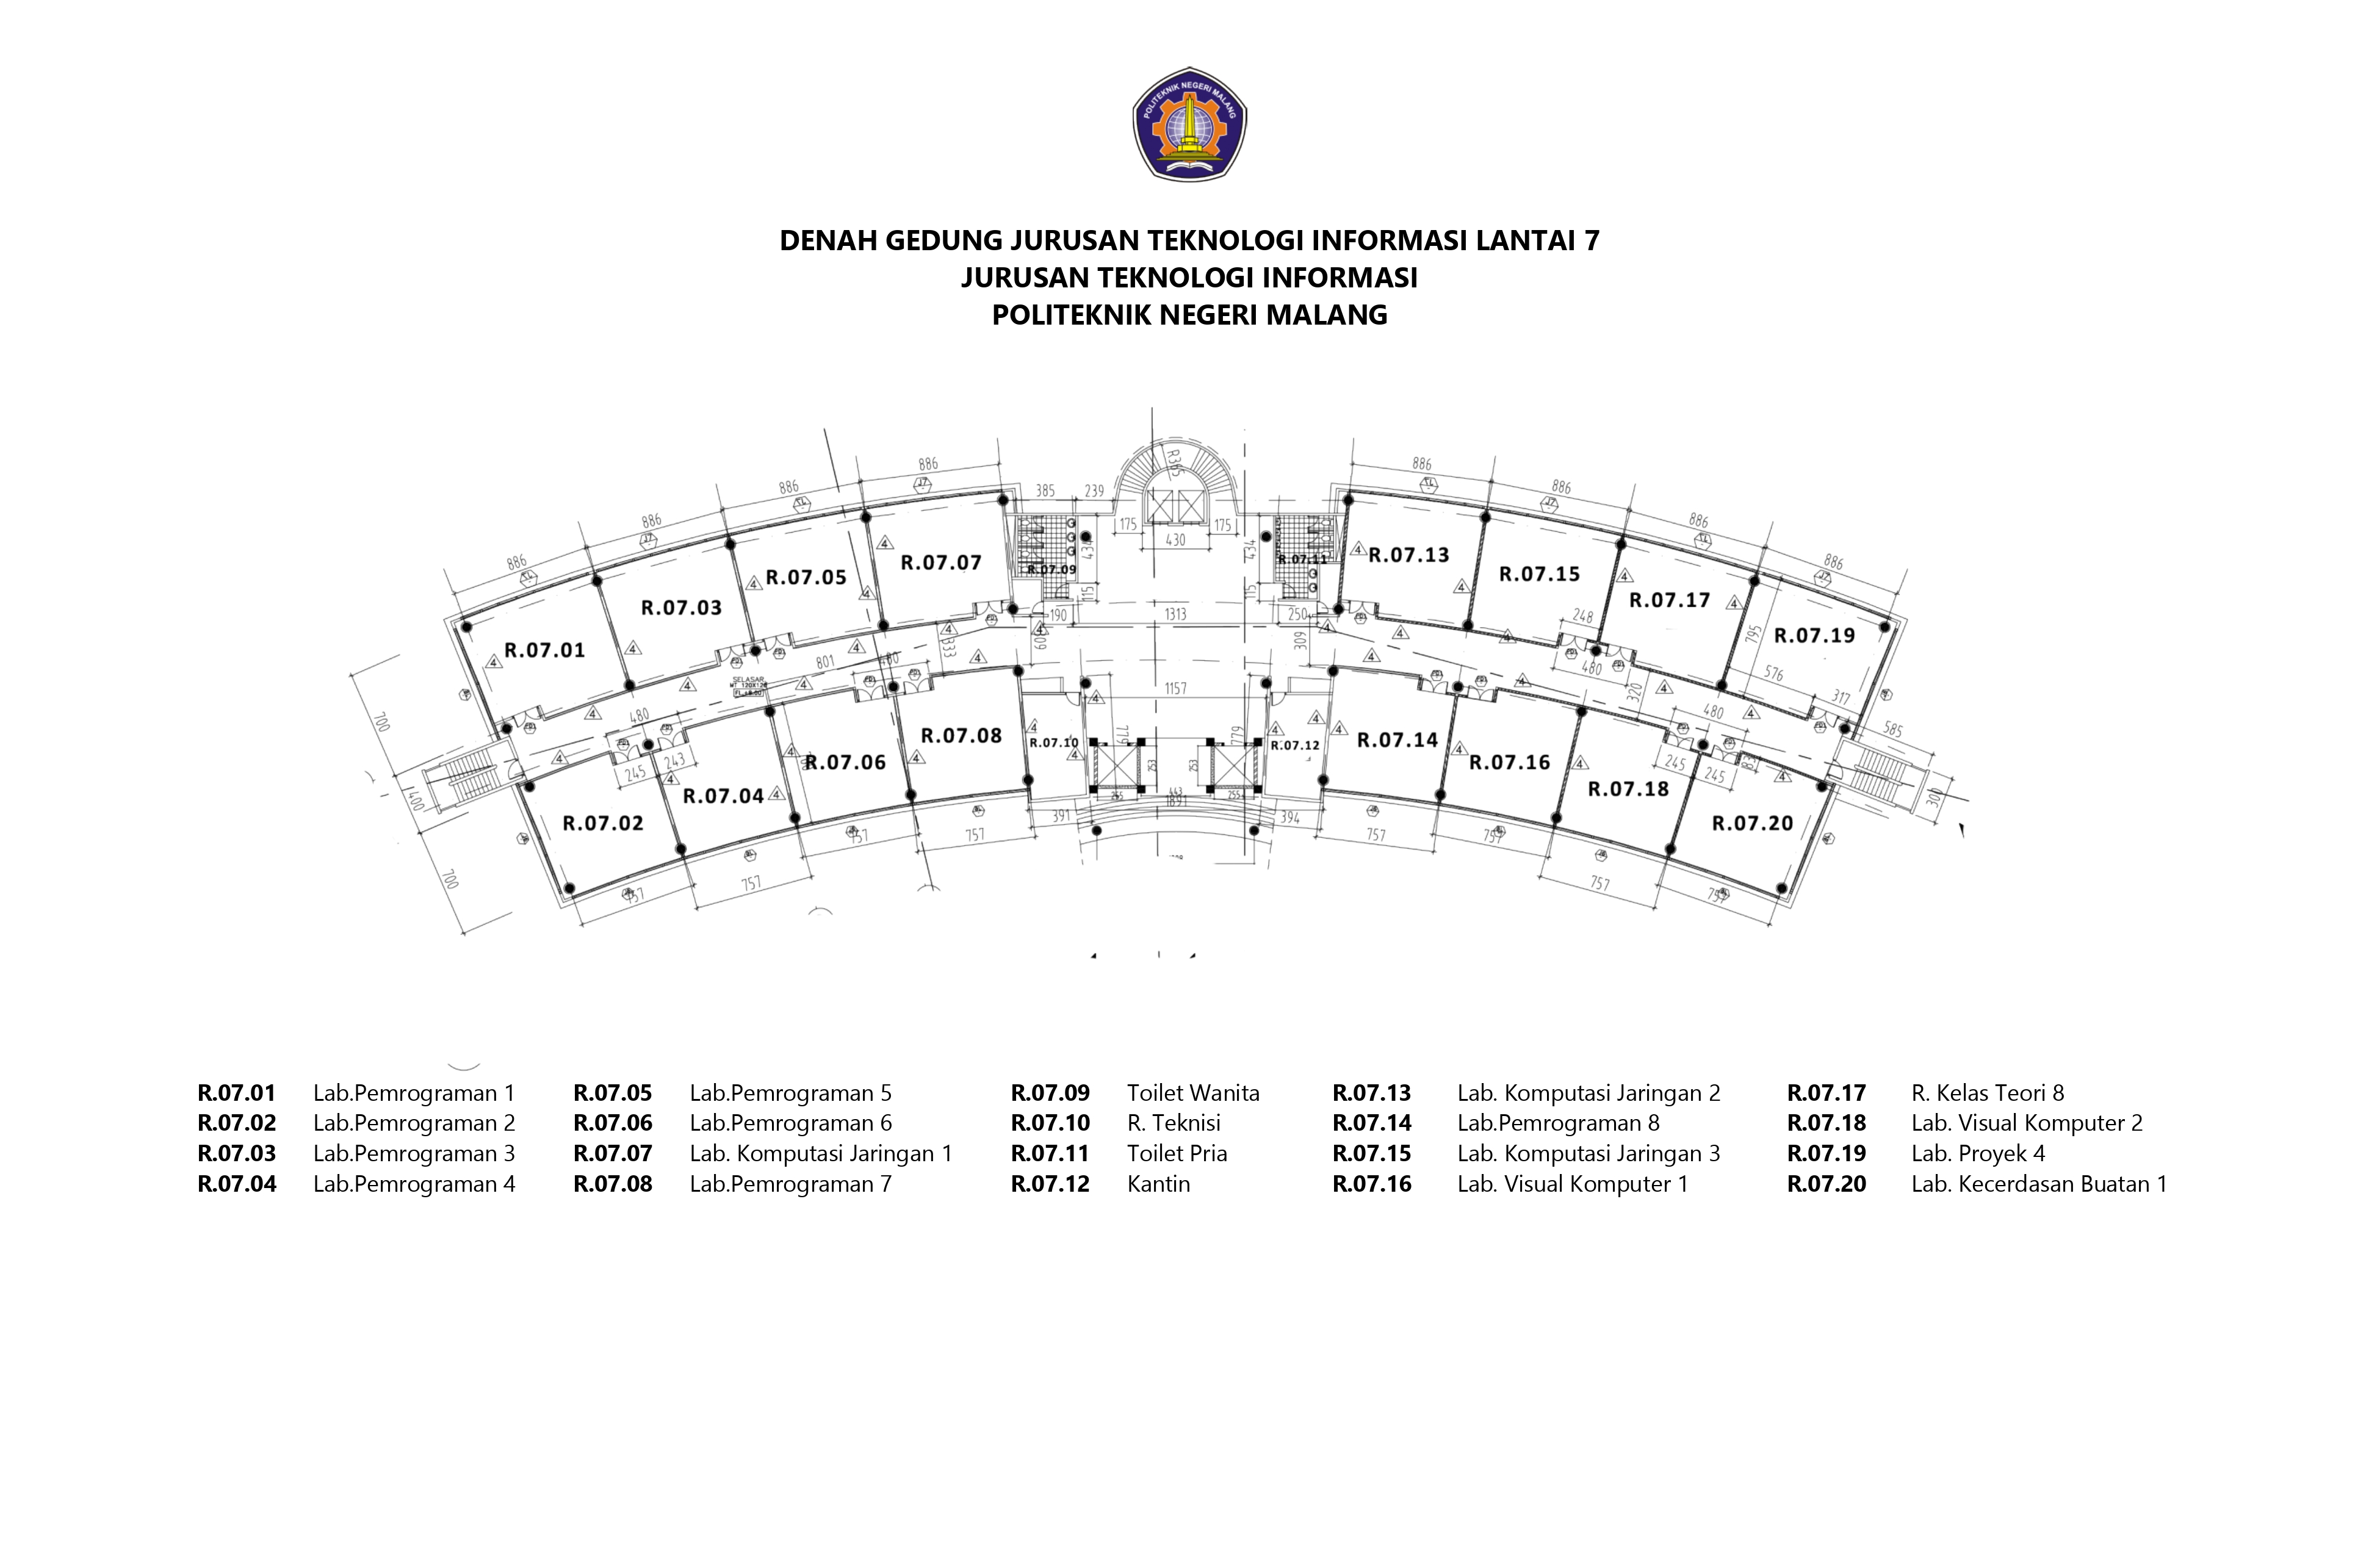 POLITEKNIK NEGERI MALANG
DENAH GEDUNG JURUSAN TEKNOLOGI INFORMASI LANTAI 7
JURUSAN TEKNOLOGI INFORMASI
POLITEKNIK NEGERI MALANG
R365
886 886 886 886 385 239 175 430 175 886 886 886 886
R.07.01 R.07.03 R.07.05 R.07.07 R.07.09 R.07.11 R.07.13 R.07.15 R.07.17 R.07.19
434 115 190 1313 250 434 115 248 795
801 480 333 609 309 480 320 576 317
SELASAR
480 245 243 1157 779 779 480 245 245 585
R.07.02 R.07.04 R.07.06 R.07.08 R.07.10 R.07.12 R.07.14 R.07.16 R.07.18 R.07.20
700 400 700 253 253 255 443 255 1891 391 394 300
757 757 757 757 757 757 757 757
R.07.01 Lab.Pemrograman 1 R.07.05 Lab.Pemrograman 5 R.07.09 Toilet Wanita R.07.13 Lab. Komputasi Jaringan 2 R.07.17 R. Kelas Teori 8
R.07.02 Lab.Pemrograman 2 R.07.06 Lab.Pemrograman 6 R.07.10 R. Teknisi R.07.14 Lab.Pemrograman 8 R.07.18 Lab. Visual Komputer 2
R.07.03 Lab.Pemrograman 3 R.07.07 Lab. Komputasi Jaringan 1 R.07.11 Toilet Pria R.07.15 Lab. Komputasi Jaringan 3 R.07.19 Lab. Proyek 4
R.07.04 Lab.Pemrograman 4 R.07.08 Lab.Pemrograman 7 R.07.12 Kantin R.07.16 Lab. Visual Komputer 1 R.07.20 Lab. Kecerdasan Buatan 1